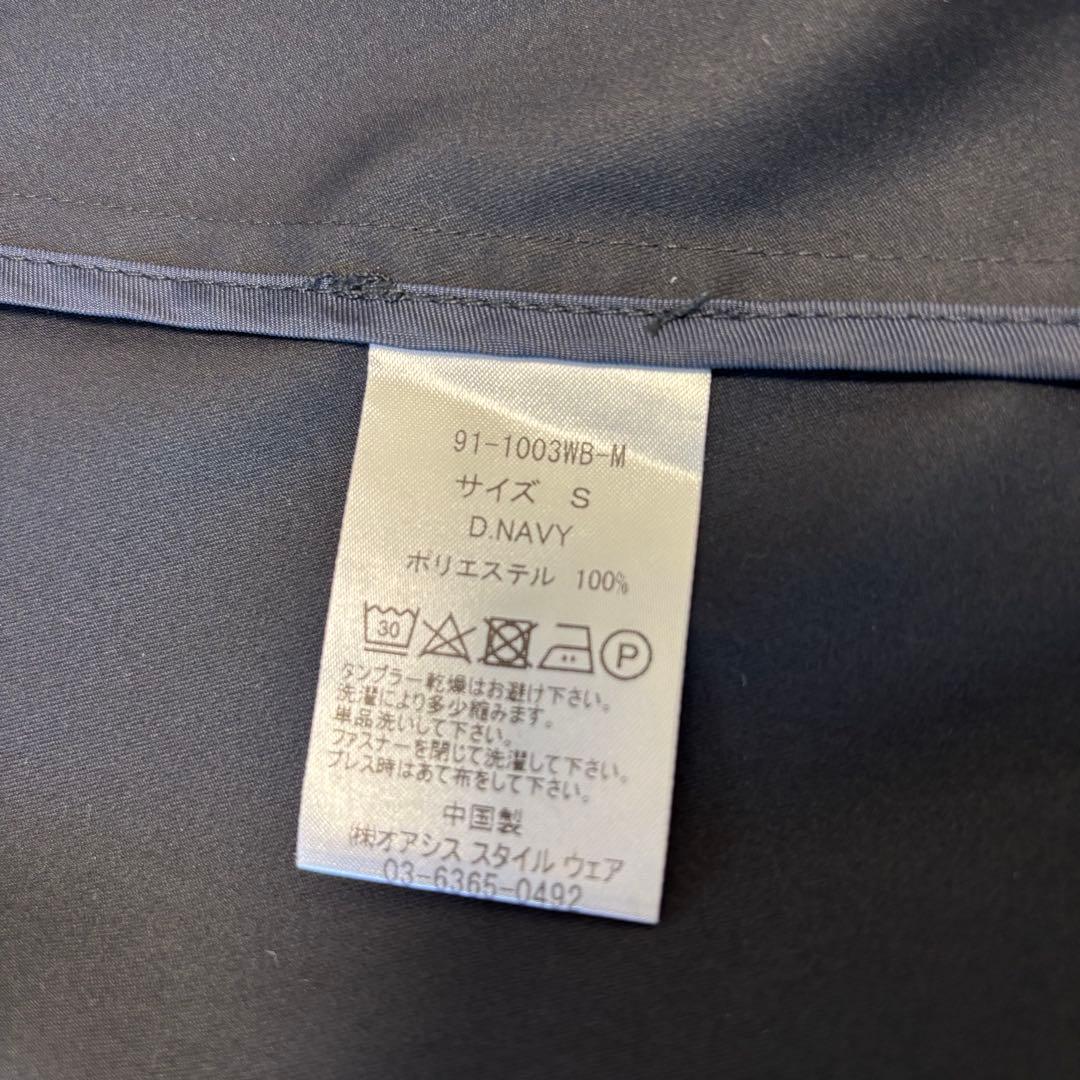 91-1003WB-M
サイズ S
D.NAVY
ポリエステル 100%
30
P
タンブラー乾燥はお避け下さい。
洗濯により多少縮みます。
単品洗いして下さい。
ファスナーを閉じて洗濯して下さい。
プレス時はあて布をして下さい。
中国製
㈱オアシス スタイル ウェア
03-6365-0492